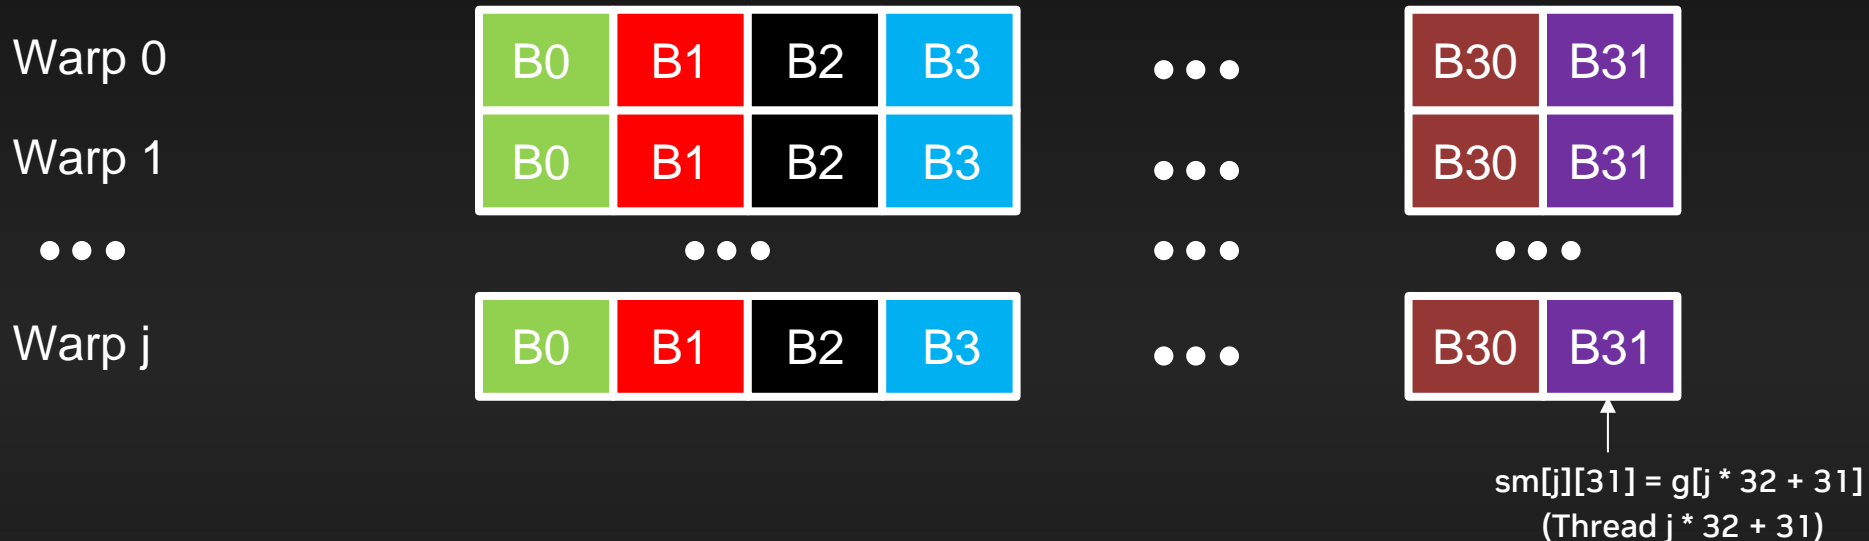 Warp 0 B0 B1 B2 B3 ••• B30 B31
Warp 1 B0 B1 B2 B3 ••• B30 B31
••• ••• ••• •••
Warp j B0 B1 B2 B3 ••• B30 B31
sm[j][31] = g[j * 32 + 31]
(Thread j * 32 + 31)